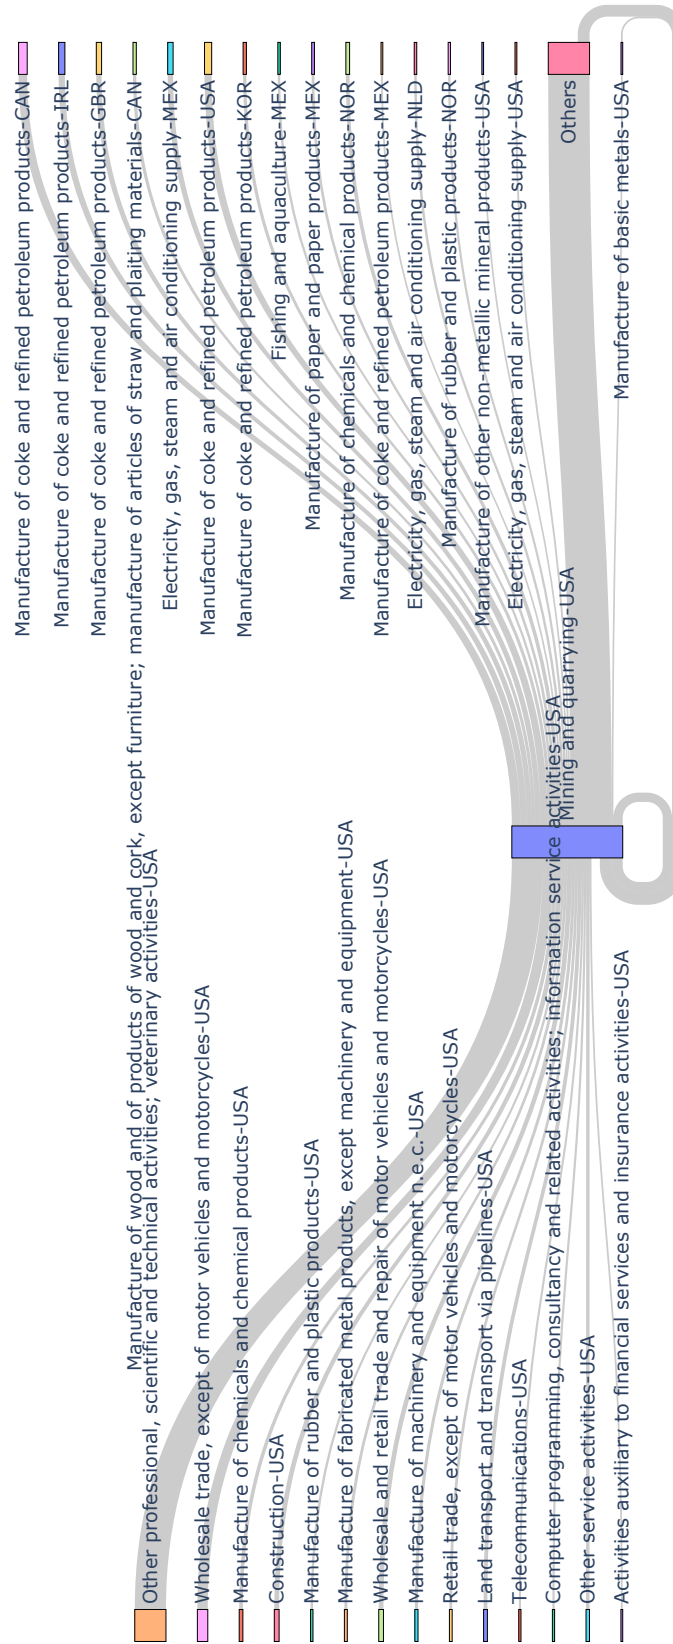 Manufacture of coke and refined petroleum products-CAN
Manufacture of coke and refined petroleum products-IRL
Manufacture of coke and refined petroleum products-GBR
Manufacture of wood and of products of wood and cork, except furniture; manufacture of articles of straw and plaiting materials-CAN
Electricity, gas, steam and air conditioning supply-MEX
Manufacture of coke and refined petroleum products-USA
Manufacture of coke and refined petroleum products-KOR
Fishing and aquaculture-MEX
Manufacture of paper and paper products-MEX
Manufacture of chemicals and chemical products-NOR
Manufacture of coke and refined petroleum products-MEX
Electricity, gas, steam and air conditioning supply-NLD
Manufacture of rubber and plastic products-NOR
Manufacture of other non-metallic mineral products-USA
Electricity, gas, steam and air conditioning supply-USA
Others
Manufacture of basic metals-USA
Mining and quarrying-USA
Other professional, scientific and technical activities; veterinary activities-USA
Wholesale trade, except of motor vehicles and motorcycles-USA
Manufacture of chemicals and chemical products-USA
Construction-USA
Manufacture of rubber and plastic products-USA
Manufacture of fabricated metal products, except machinery and equipment-USA
Wholesale and retail trade and repair of motor vehicles and motorcycles-USA
Manufacture of machinery and equipment n.e.c.-USA
Retail trade, except of motor vehicles and motorcycles-USA
Land transport and transport via pipelines-USA
Telecommunications-USA
Computer programming, consultancy and related activities; information service activities-USA
Other service activities-USA
Activities auxiliary to financial services and insurance activities-USA